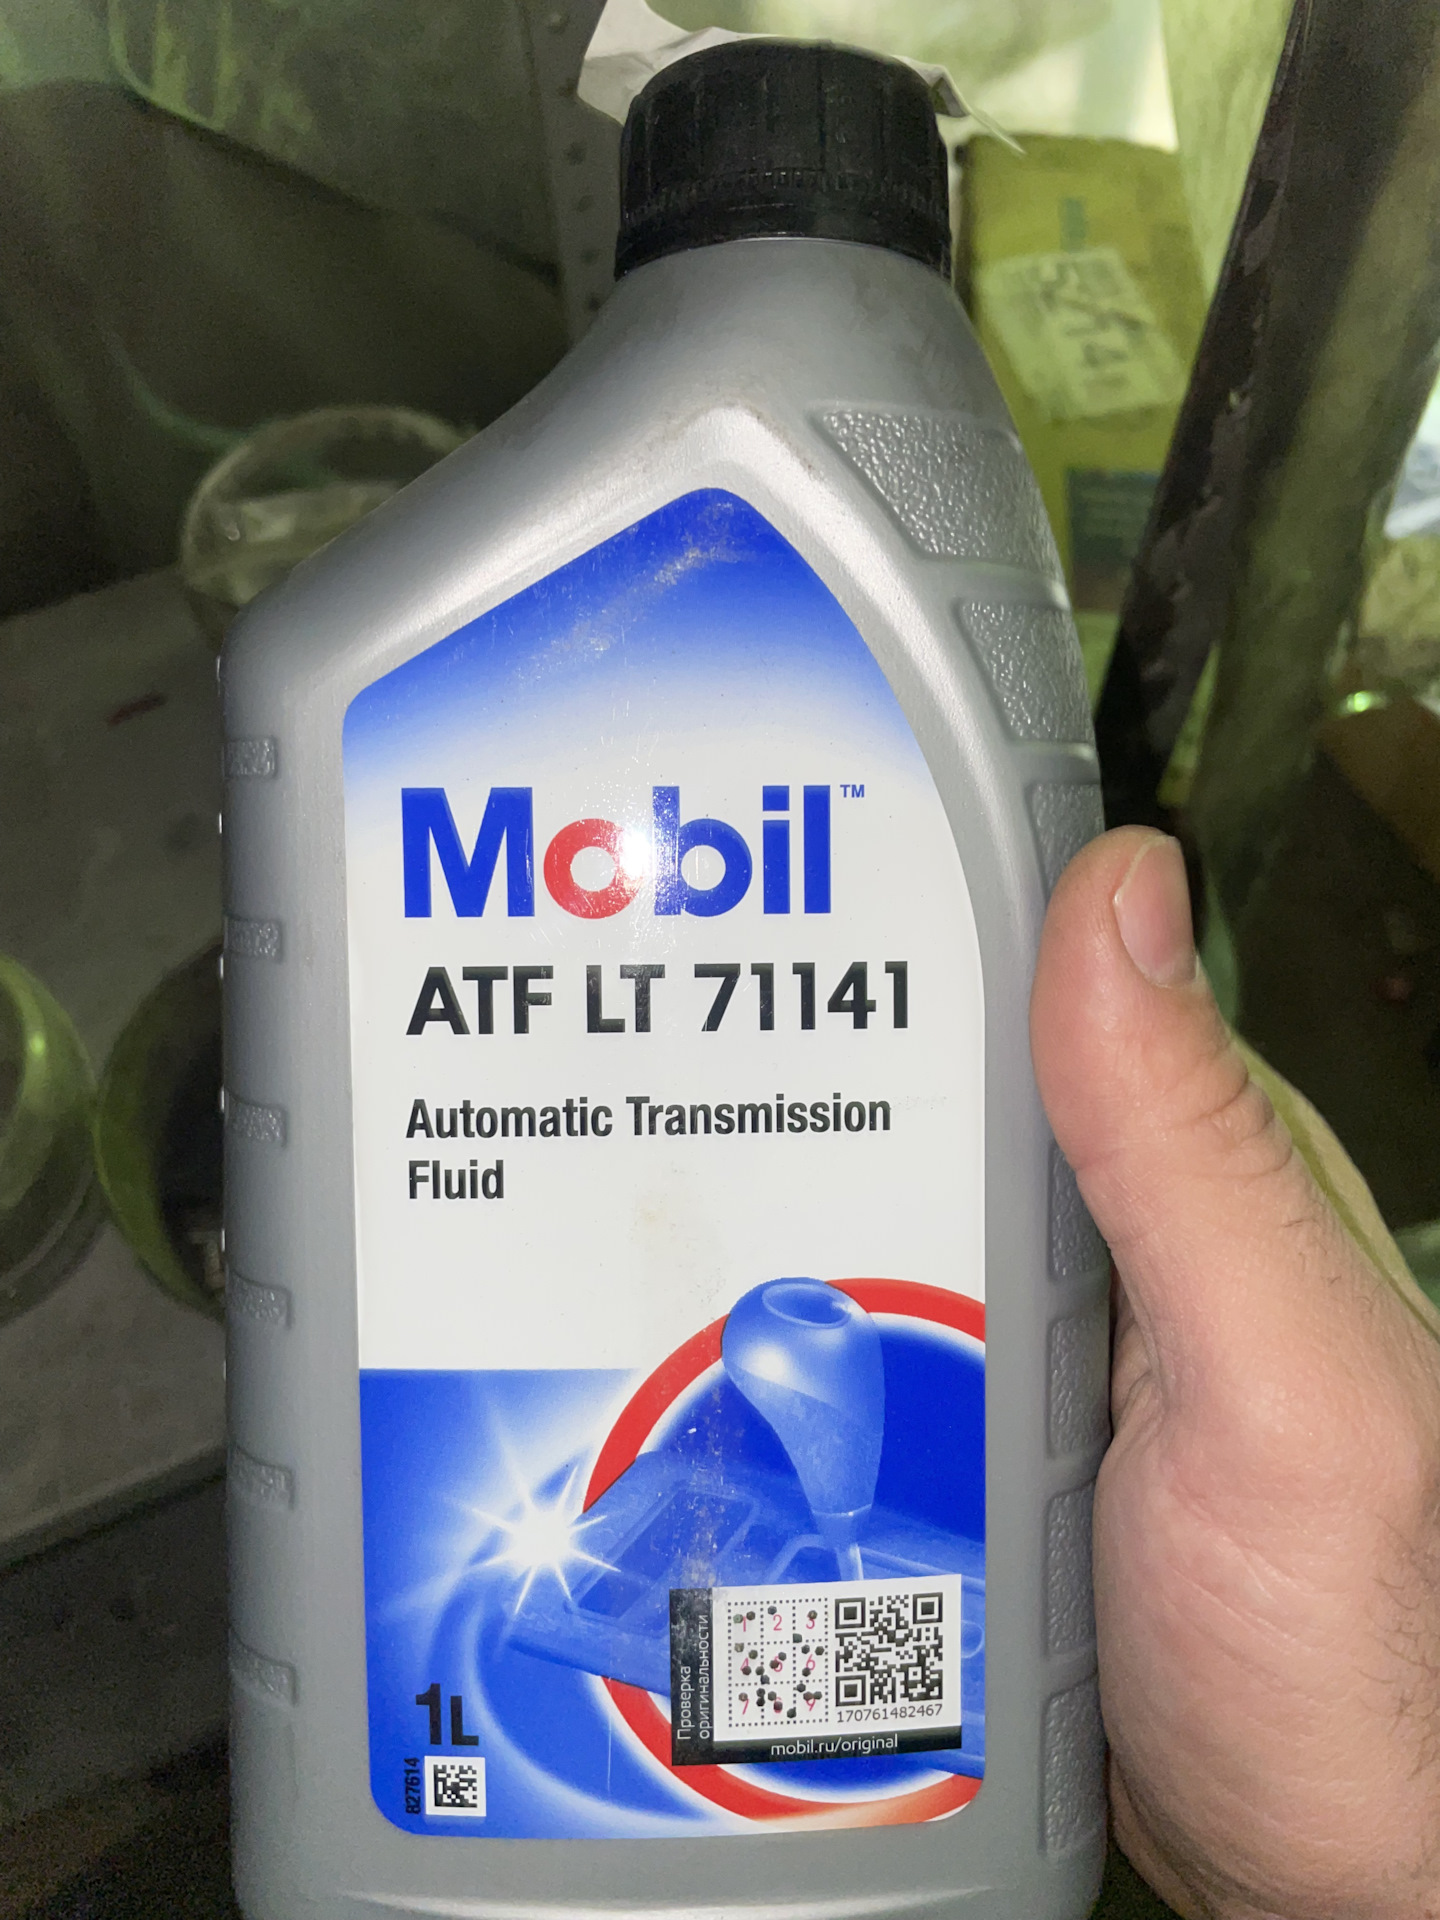 Mobil™
ATF LT 71141
Automatic Transmission
Fluid
1L
827614
Проверка
оригинальности
1 2 3
4 5 6
7 8 9
170761482467
mobil.ru/original